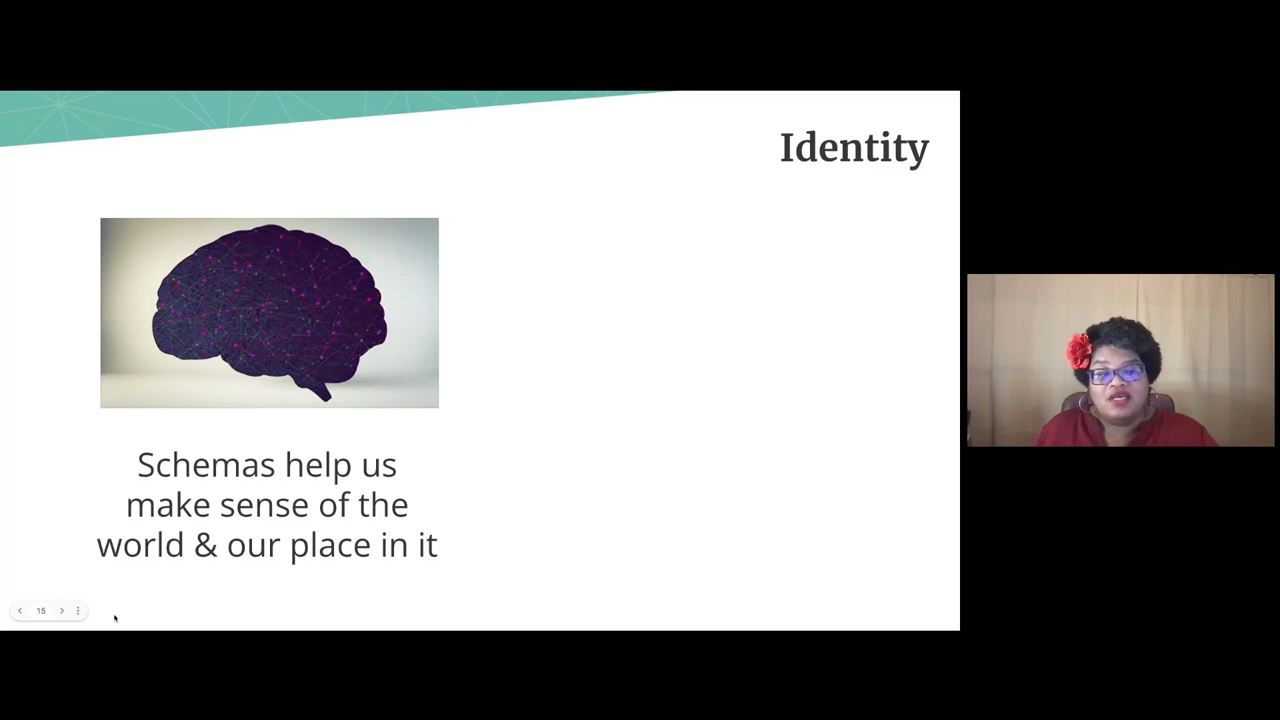 Identity
Schemas help us
make sense of the
world & our place in it
15